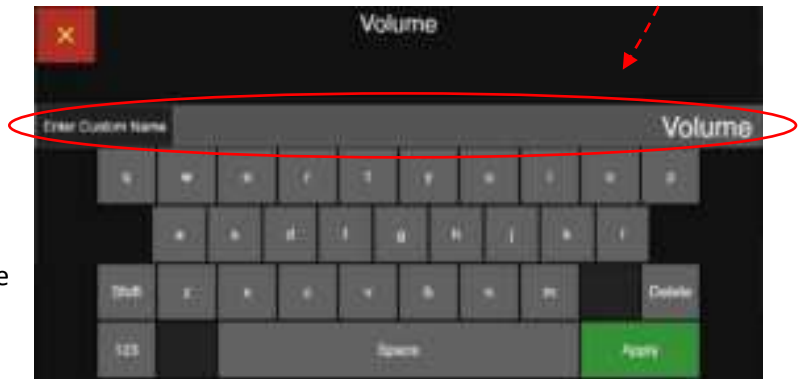 ×
Volume
Enter Custom Name Volume
q w e r t y u i o p
a s d f g h j k l
e
Shift z x c v b n m Delete
123 Space Apply